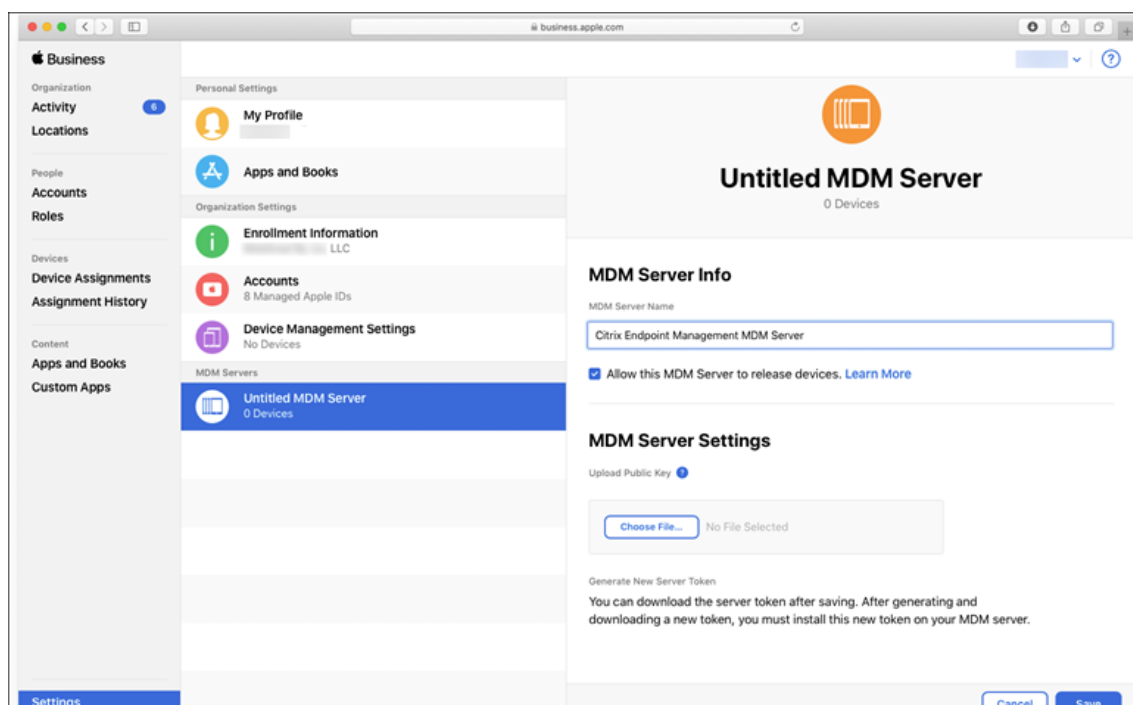 business.apple.com
Business
Organization
Activity 6
Locations
People
Accounts
Roles
Devices
Device Assignments
Assignment History
Content
Apps and Books
Custom Apps
Settings
Personal Settings
My Profile
Apps and Books
Organization Settings
Enrollment Information
LLC
Accounts
8 Managed Apple IDs
Device Management Settings
No Devices
MDM Servers
Untitled MDM Server
0 Devices
?
Untitled MDM Server
0 Devices
MDM Server Info
MDM Server Name
Citrix Endpoint Management MDM Server
Allow this MDM Server to release devices. Learn More
MDM Server Settings
Upload Public Key ?
Choose File... No File Selected
Generate New Server Token
You can download the server token after saving. After generating and
downloading a new token, you must install this new token on your MDM server.
Cancel Save